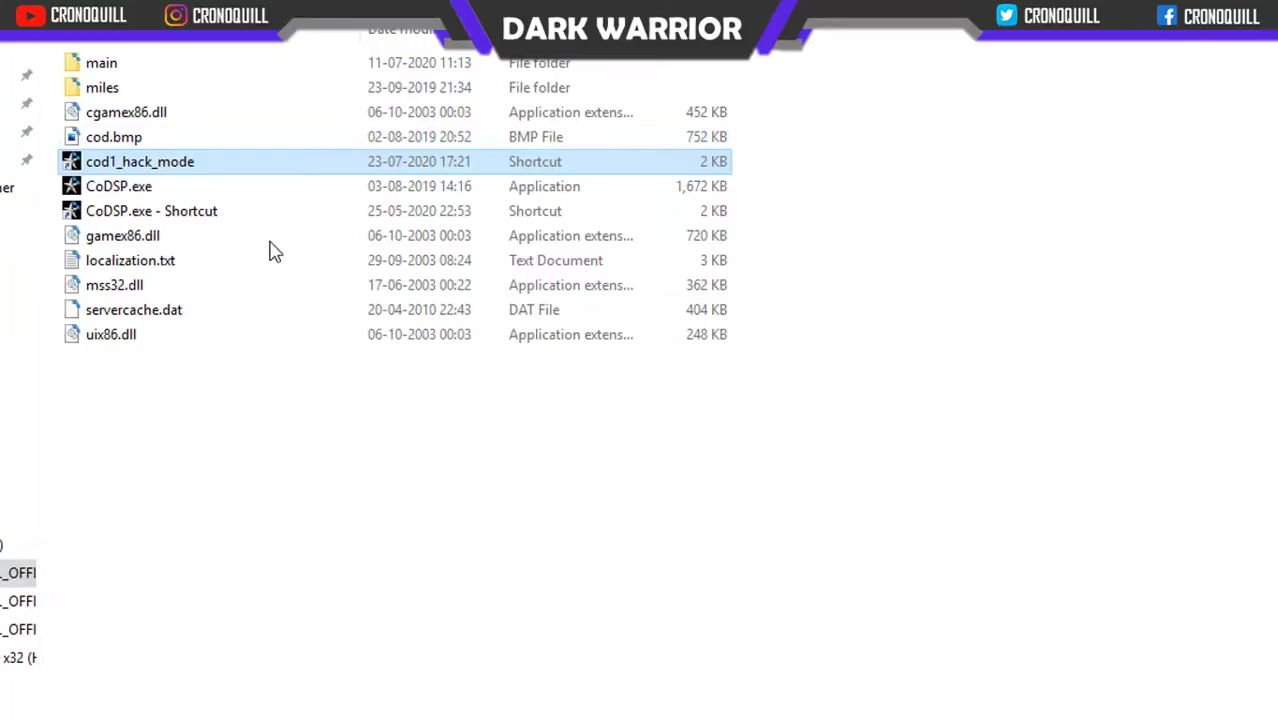 CRONOQUILL CRONOQUILL DARK WARRIOR CRONOQUILL CRONOQUILL
main 11-07-2020 11:13 File folder
miles 23-09-2019 21:34 File folder
cgamex86.dll 06-10-2003 00:03 Application extens... 452 KB
cod.bmp 02-08-2019 20:52 BMP File 752 KB
cod1_hack_mode 23-07-2020 17:21 Shortcut 2 KB
CoDSP.exe 03-08-2019 14:16 Application 1,672 KB
CoDSP.exe - Shortcut 25-05-2020 22:53 Shortcut 2 KB
gamex86.dll 06-10-2003 00:03 Application extens... 720 KB
localization.txt 29-09-2003 08:24 Text Document 3 KB
mss32.dll 17-06-2003 00:22 Application extens... 362 KB
servercache.dat 20-04-2010 22:43 DAT File 404 KB
uix86.dll 06-10-2003 00:03 Application extens... 248 KB
_OFFI
_OFFI
_OFFI
x32 (H